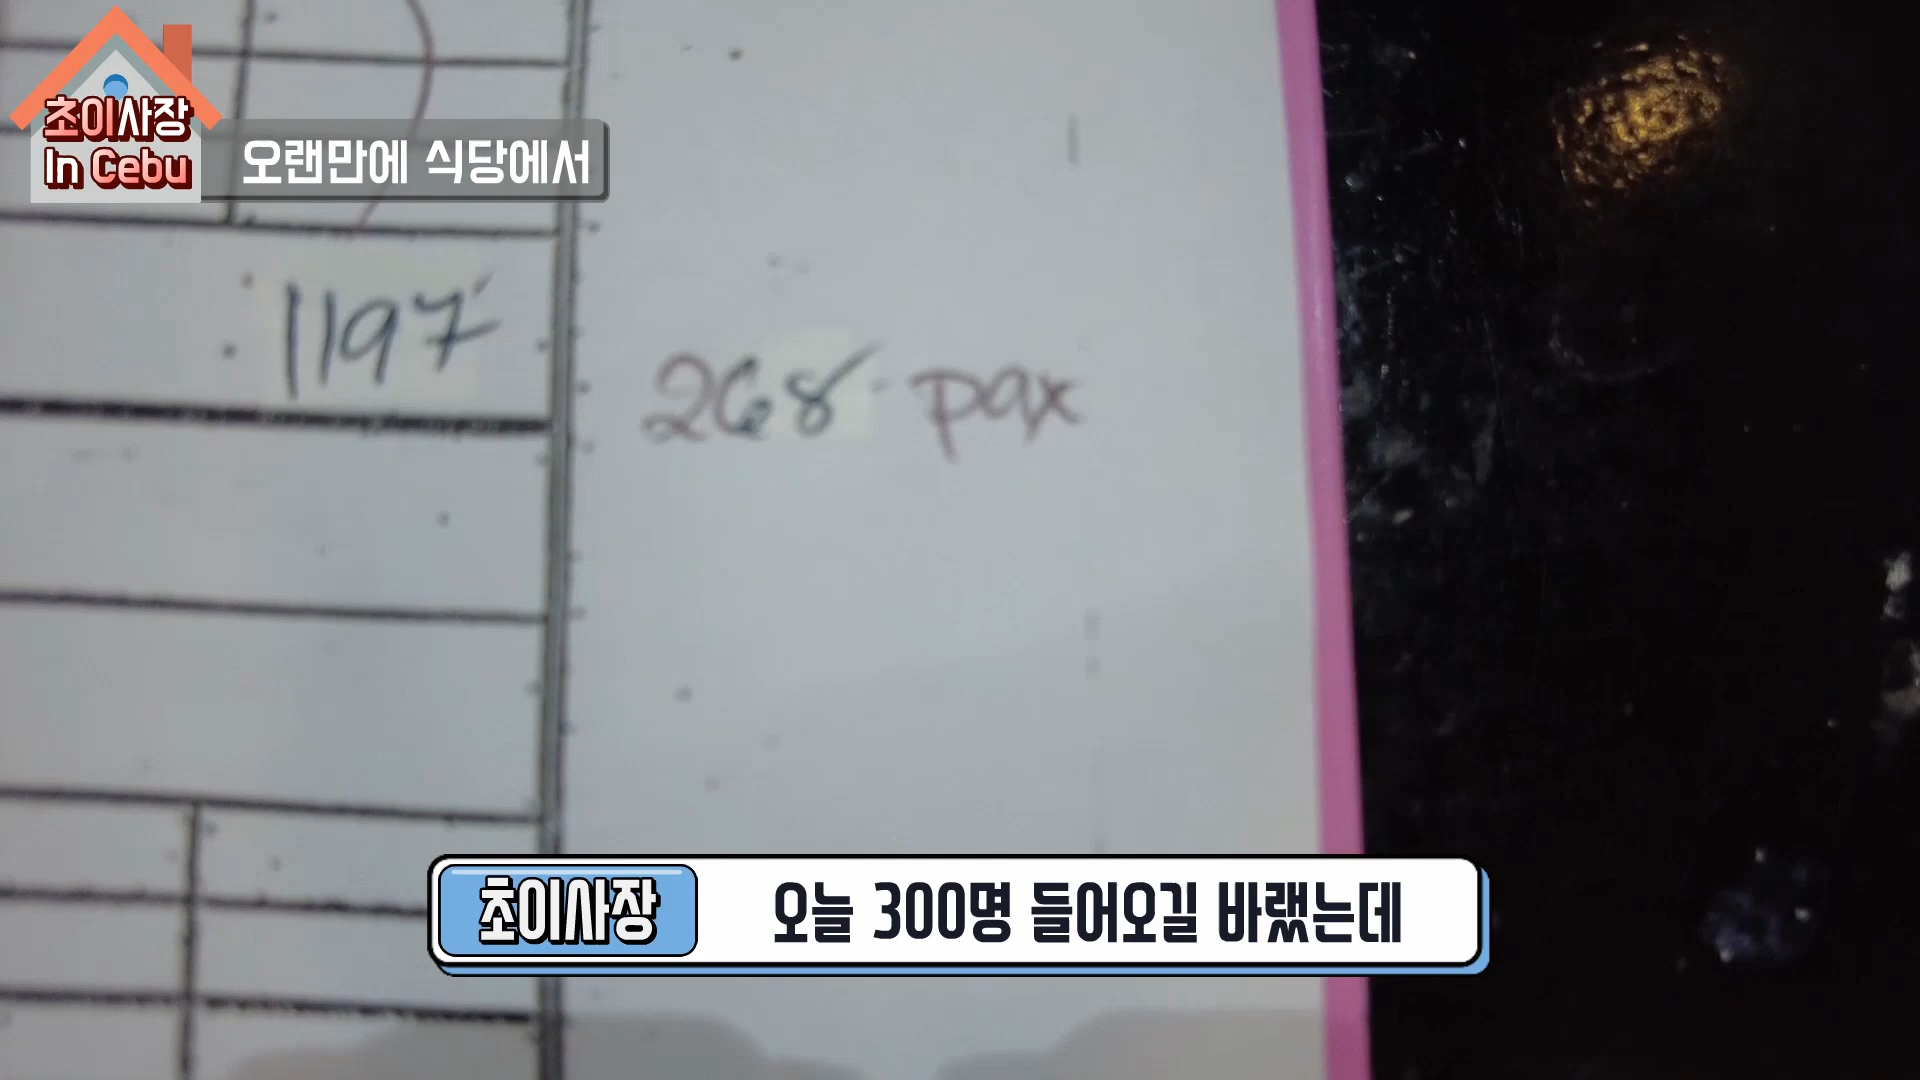 초이사장
In Cebu
오랜만에 식당에서
1197
268 pax
초이사장 오늘 300명 들어오길 바랬는데